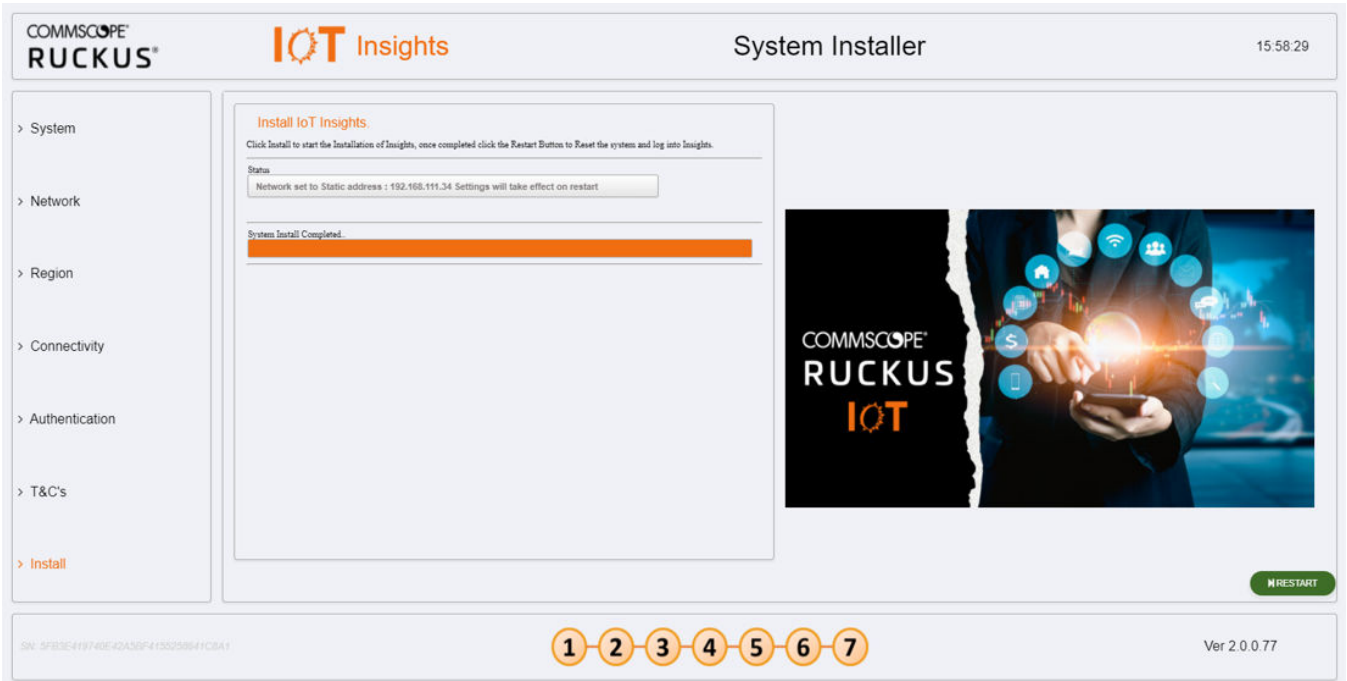 COMMSCOPE®
RUCKUS®
IOT Insights
System Installer
15:58:29
> System
> Network
> Region
> Connectivity
> Authentication
> T&C's
> Install
Install IoT Insights.
Click Install to start the Installation of Insights, once completed click the Restart Button to Reset the system and log into Insights.
Status
Network set to Static address : 192.168.111.34 Settings will take effect on restart
System Install Completed..
COMMSCOPE®
RUCKUS
IOT
$
RESTART
SN:
1-2-3-4-5-6-7
Ver 2.0.0.77